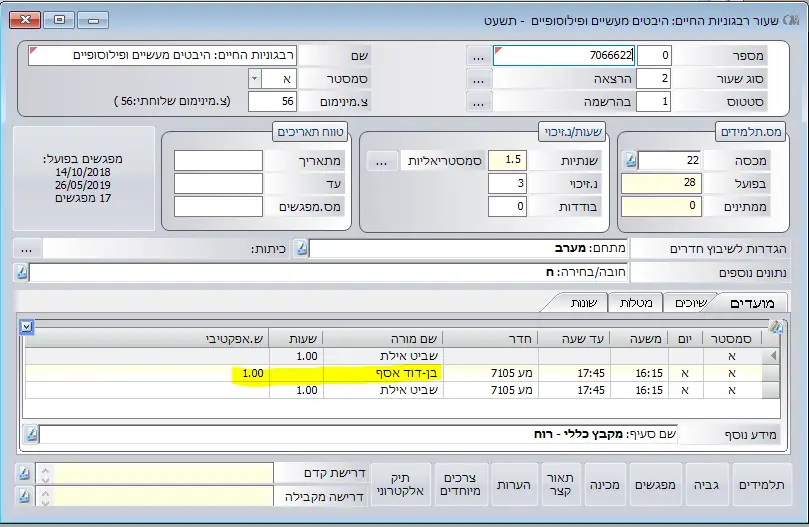 שעור רבגוניות החיים: היבטים מעשיים ופילוסופיים - תשעט
מספר 0 7066622 ... שם רבגוניות החיים: היבטים מעשיים ופילוסופיים
סוג שעור 2 הרצאה ... סמסטר א
סטטוס 1 בהרשמה ... צ.מינימום 56 (צ.מינימום שלוחתי:56 )
מס.תלמידים
מכסה 22
בפועל 28
ממתינים 0
שעות/נ.זיכוי
שנתיות 1.5 סמסטריאליות ...
נ.זיכוי 3
בודדות 0
טווח תאריכים
מתאריך
עד
מס.מפגשים
מפגשים בפועל:
14/10/2018
26/05/2019
17 מפגשים
הגדרות לשיבוץ חדרים מתחם: מערב כיתות: ...
נתונים נוספים חובה/בחירה: ח
מועדים שיוכים מטלות שונות
סמסטר יום משעה עד שעה חדר שם מורה שעות ש.אפקטיבי
א שביט אילת 1.00
א א 16:15 17:45 מע 7105 בן-דוד אסף 1.00
א א 16:15 17:45 מע 7105 שביט אילת 1.00
מידע נוסף שם סעיף: מקבץ כללי - רוח
תלמידים גביה מפגשים מכינה תאור קצר הערות צרכים מיוחדים תיק אלקטרוני
דרישת קדם
דרישה מקבילה